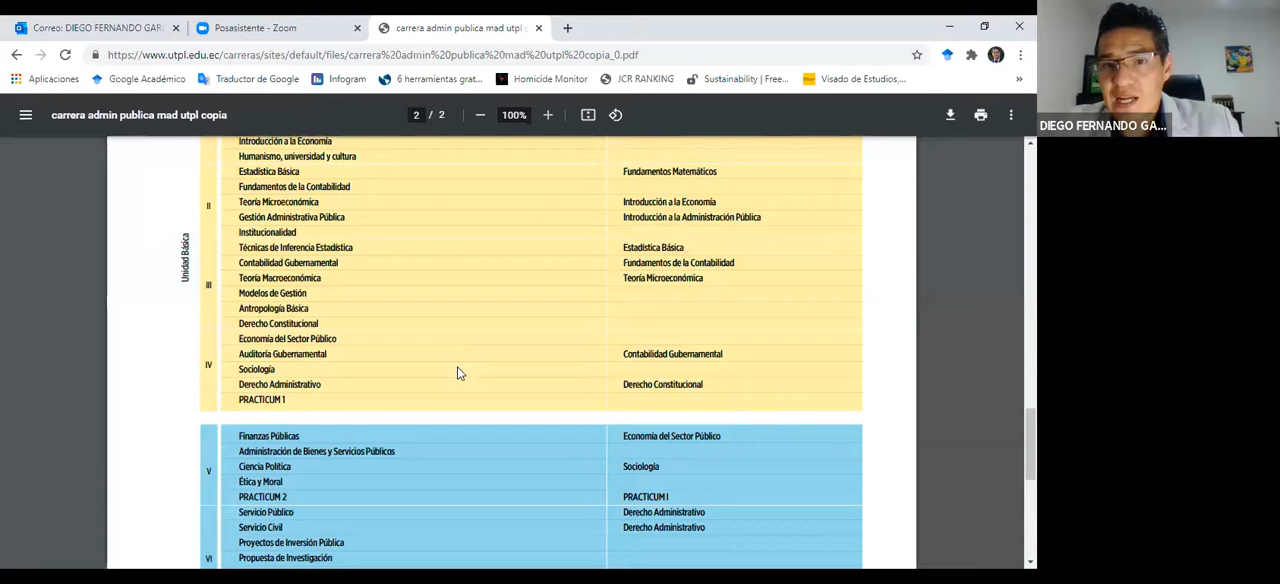 Correo: DIEGO FERNANDO GAR
Posasistente - Zoom
carrera admin publica mad utpl c
https://www.utpl.edu.ec/carreras/sites/default/files/carrera%20admin%20publica%20mad%20utpl%20copia_0.pdf
Aplicaciones
Google Académico
Traductor de Google
Infogram
6 herramientas grat...
Homicide Monitor
JCR RANKING
Sustainability | Free...
Visado de Estudios,...
»
DIEGO FERNANDO GA...
carrera admin publica mad utpl copia
2 / 2
100%
Introducción a la Economía
Humanismo, universidad y cultura
Estadística Básica Fundamentos Matemáticos
Fundamentos de la Contabilidad
II
Teoría Microeconómica Introducción a la Economía
Gestión Administrativa Pública Introducción a la Administración Pública
Institucionalidad
Unidad Básica
Técnicas de Inferencia Estadística Estadística Básica
Contabilidad Gubernamental Fundamentos de la Contabilidad
Teoría Macroeconómica Teoría Microeconómica
III
Modelos de Gestión
Antropología Básica
Derecho Constitucional
Economía del Sector Público
Auditoría Gubernamental Contabilidad Gubernamental
IV
Sociología
Derecho Administrativo Derecho Constitucional
PRACTICUM 1
Finanzas Públicas Economía del Sector Público
Administración de Bienes y Servicios Públicos
V
Ciencia Política Sociología
Ética y Moral
PRACTICUM 2 PRACTICUM I
Servicio Público Derecho Administrativo
Servicio Civil Derecho Administrativo
Proyectos de Inversión Pública
VI
Propuesta de Investigación